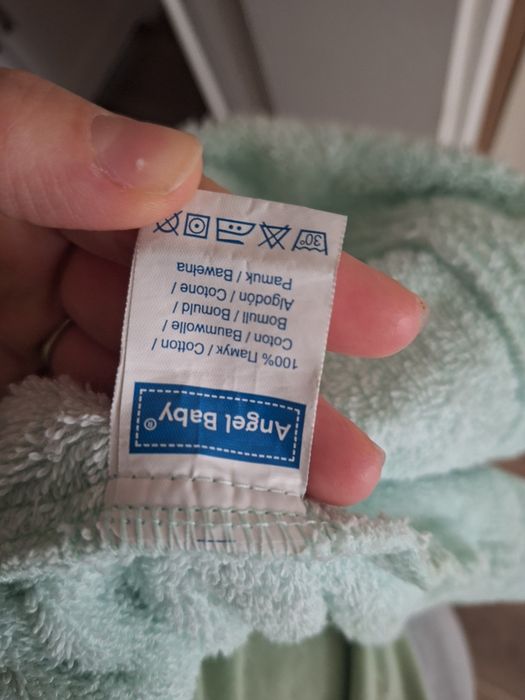 Angel Baby®
100% Памук / Cotton /
Coton / Baumwolle /
Bomull / Bomuld /
Algodón / Cotone /
Pamuk / Bawełna
30°